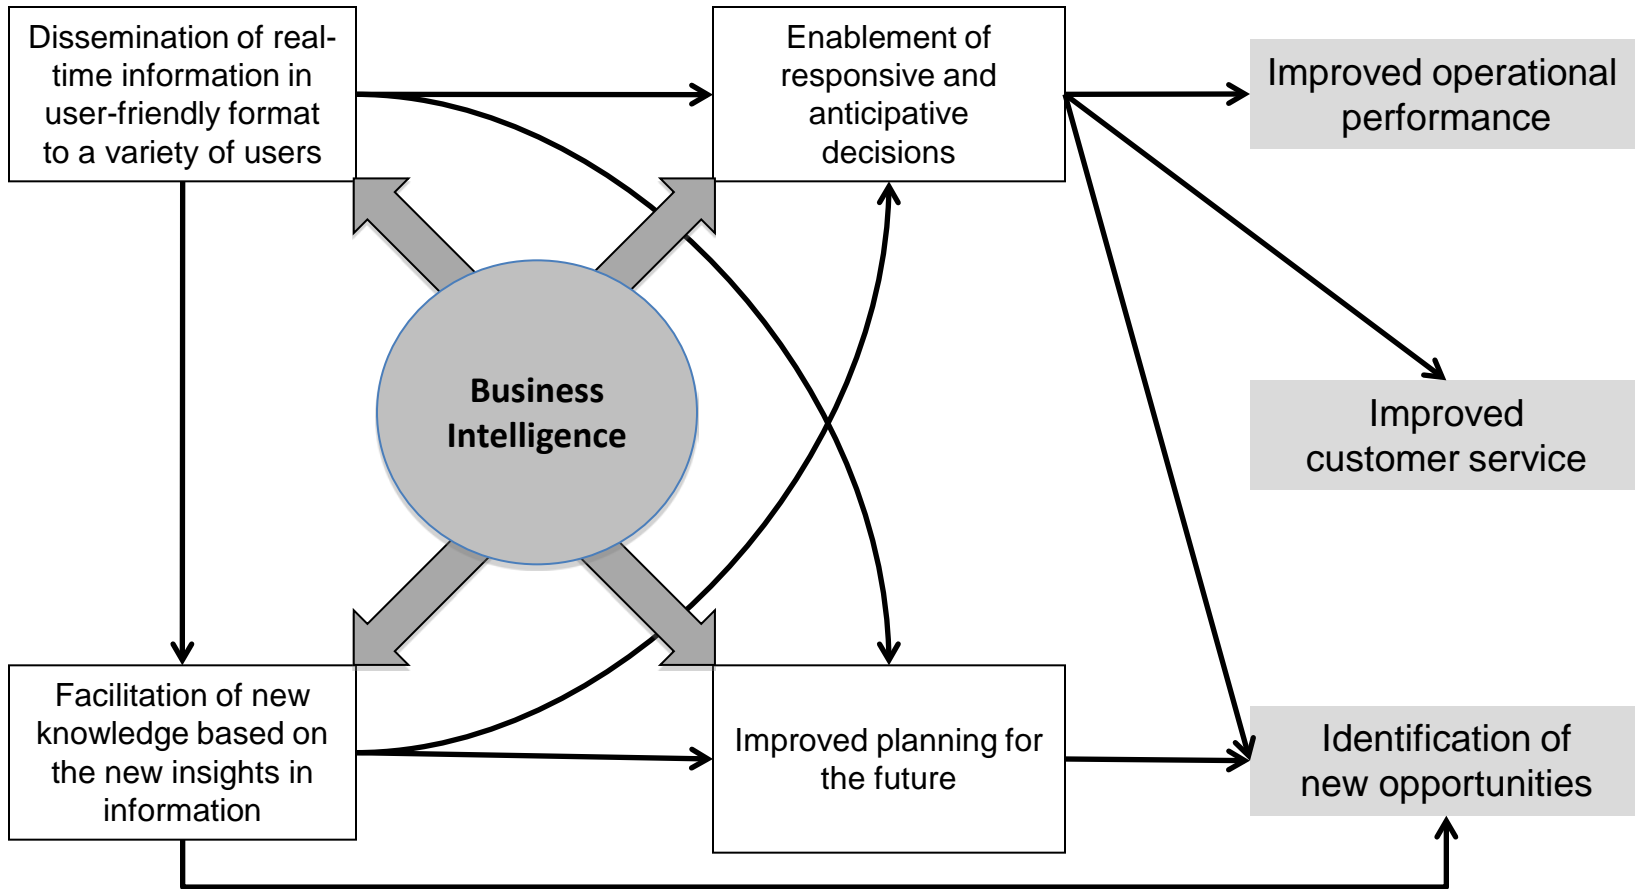 Dissemination of real-
time information in
user-friendly format
to a variety of users
Enablement of
responsive and
anticipative
decisions
Improved operational
performance
Business
Intelligence
Improved
customer service
Facilitation of new
knowledge based on
the new insights in
information
Improved planning for
the future
Identification of
new opportunities